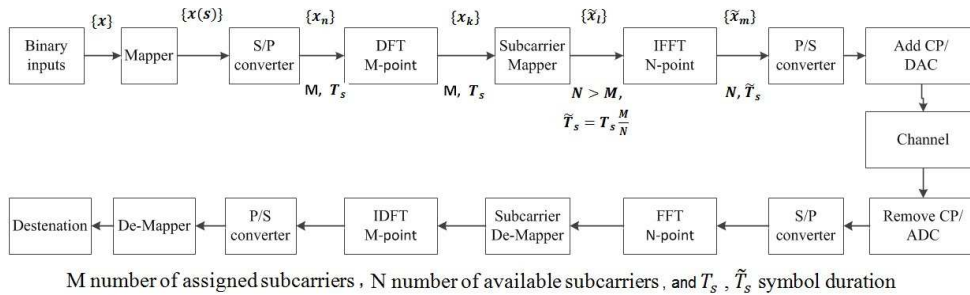 {x}
{x(s)}
{x_n}
{x_k}
{x̃_l}
{x̃_m}
Binary inputs
Mapper
S/P converter
DFT M-point
Subcarrier Mapper
IFFT N-point
P/S converter
Add CP/ DAC
M, T_s
M, T_s
N > M,
T̃_s = T_s M/N
N, T̃_s
Channel
Destenation
De-Mapper
P/S converter
IDFT M-point
Subcarrier De-Mapper
FFT N-point
S/P converter
Remove CP/ ADC
M number of assigned subcarriers , N number of available subcarriers, and T_s , T̃_s symbol duration